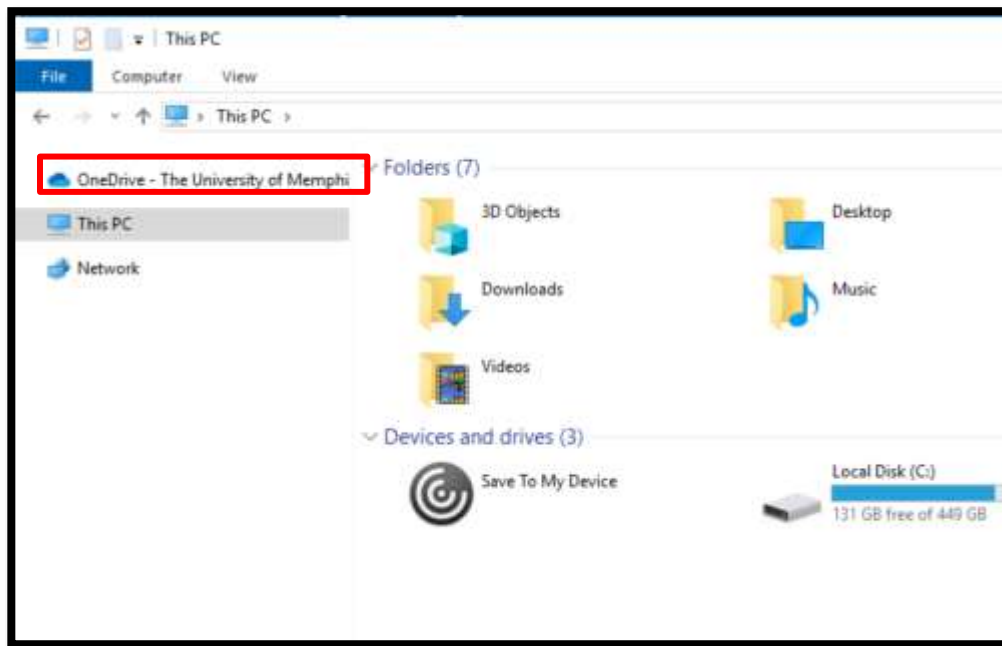 This PC
File Computer View
This PC
OneDrive - The University of Memphi
This PC
Network
Folders (7)
3D Objects
Desktop
Downloads
Music
Videos
Devices and drives (3)
Save To My Device
Local Disk (C:)
131 GB free of 449 GB